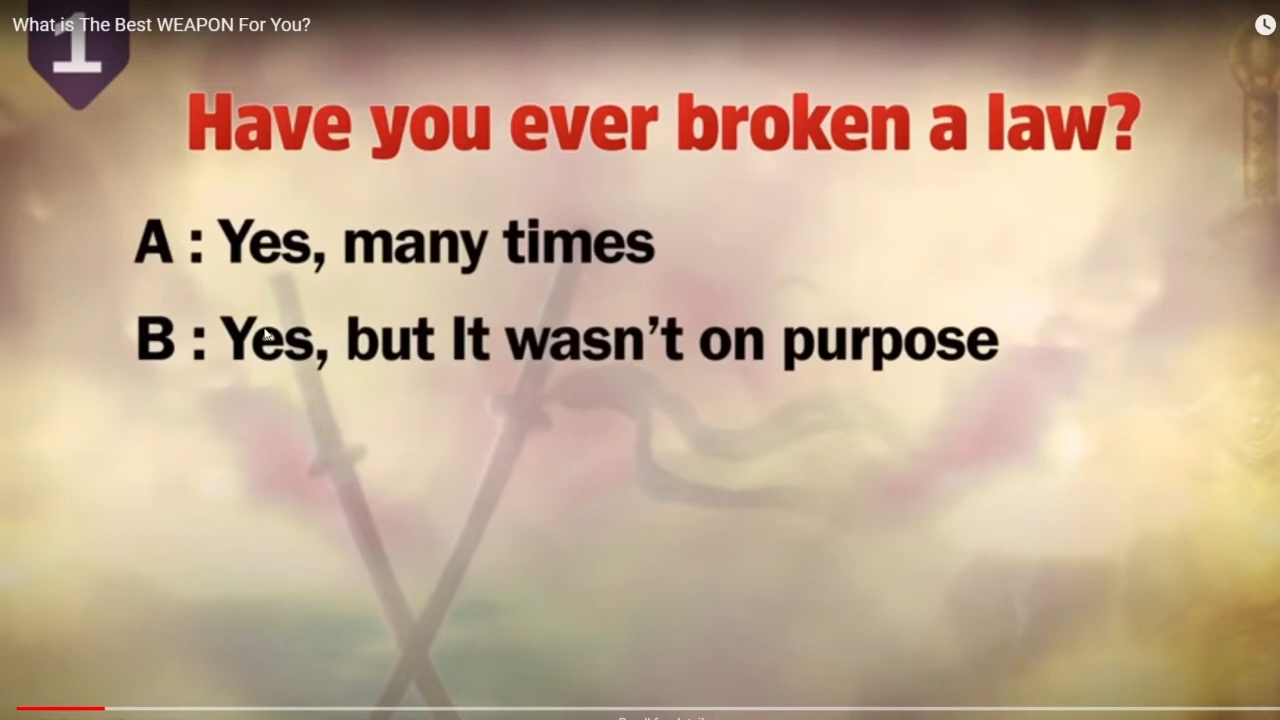 What is The Best WEAPON For You?
1
Have you ever broken a law?
A : Yes, many times
B : Yes, but It wasn't on purpose